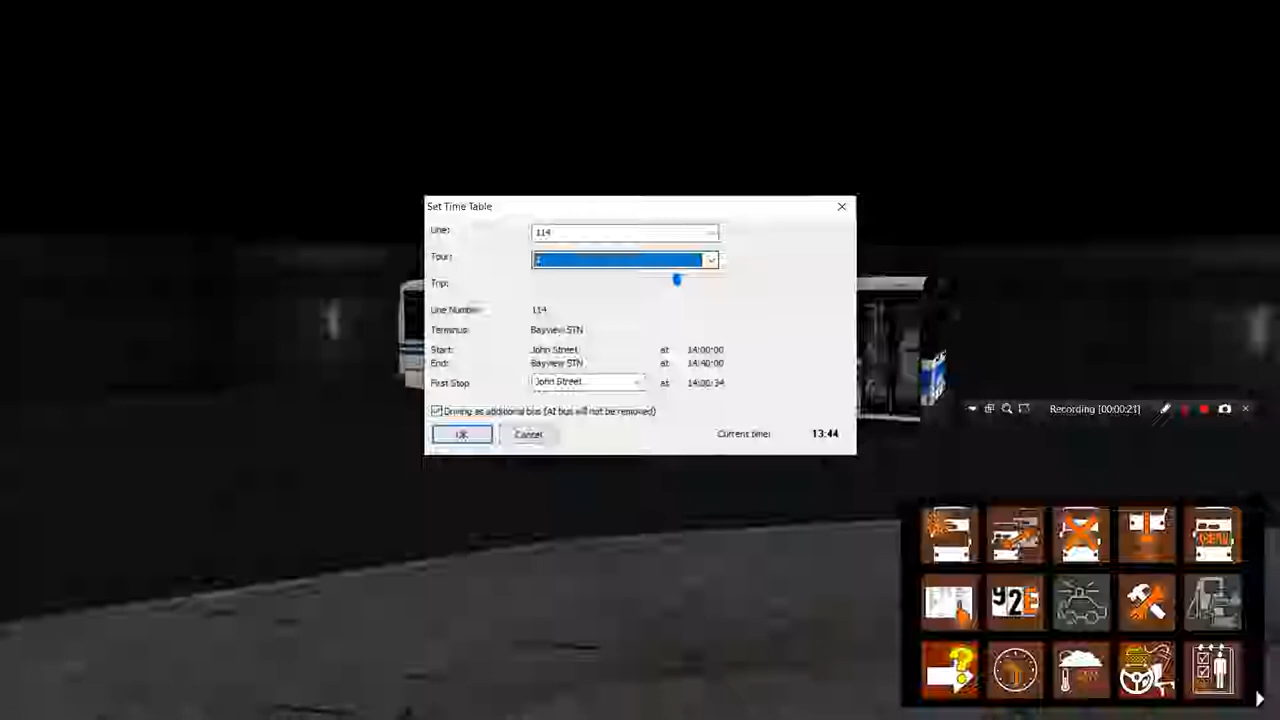 Set Time Table
Line: 114
Tour:
Trip:
Line Number 114
Terminus: Bayview STN
Start: John Street at 14:00:00
End: Bayview STN at 14:40:00
First Stop John Street at 14:00:34
Driving as additional bus (AI bus will not be removed)
OK Cancel Current time: 13:44
Recording [00:00:21]
92E